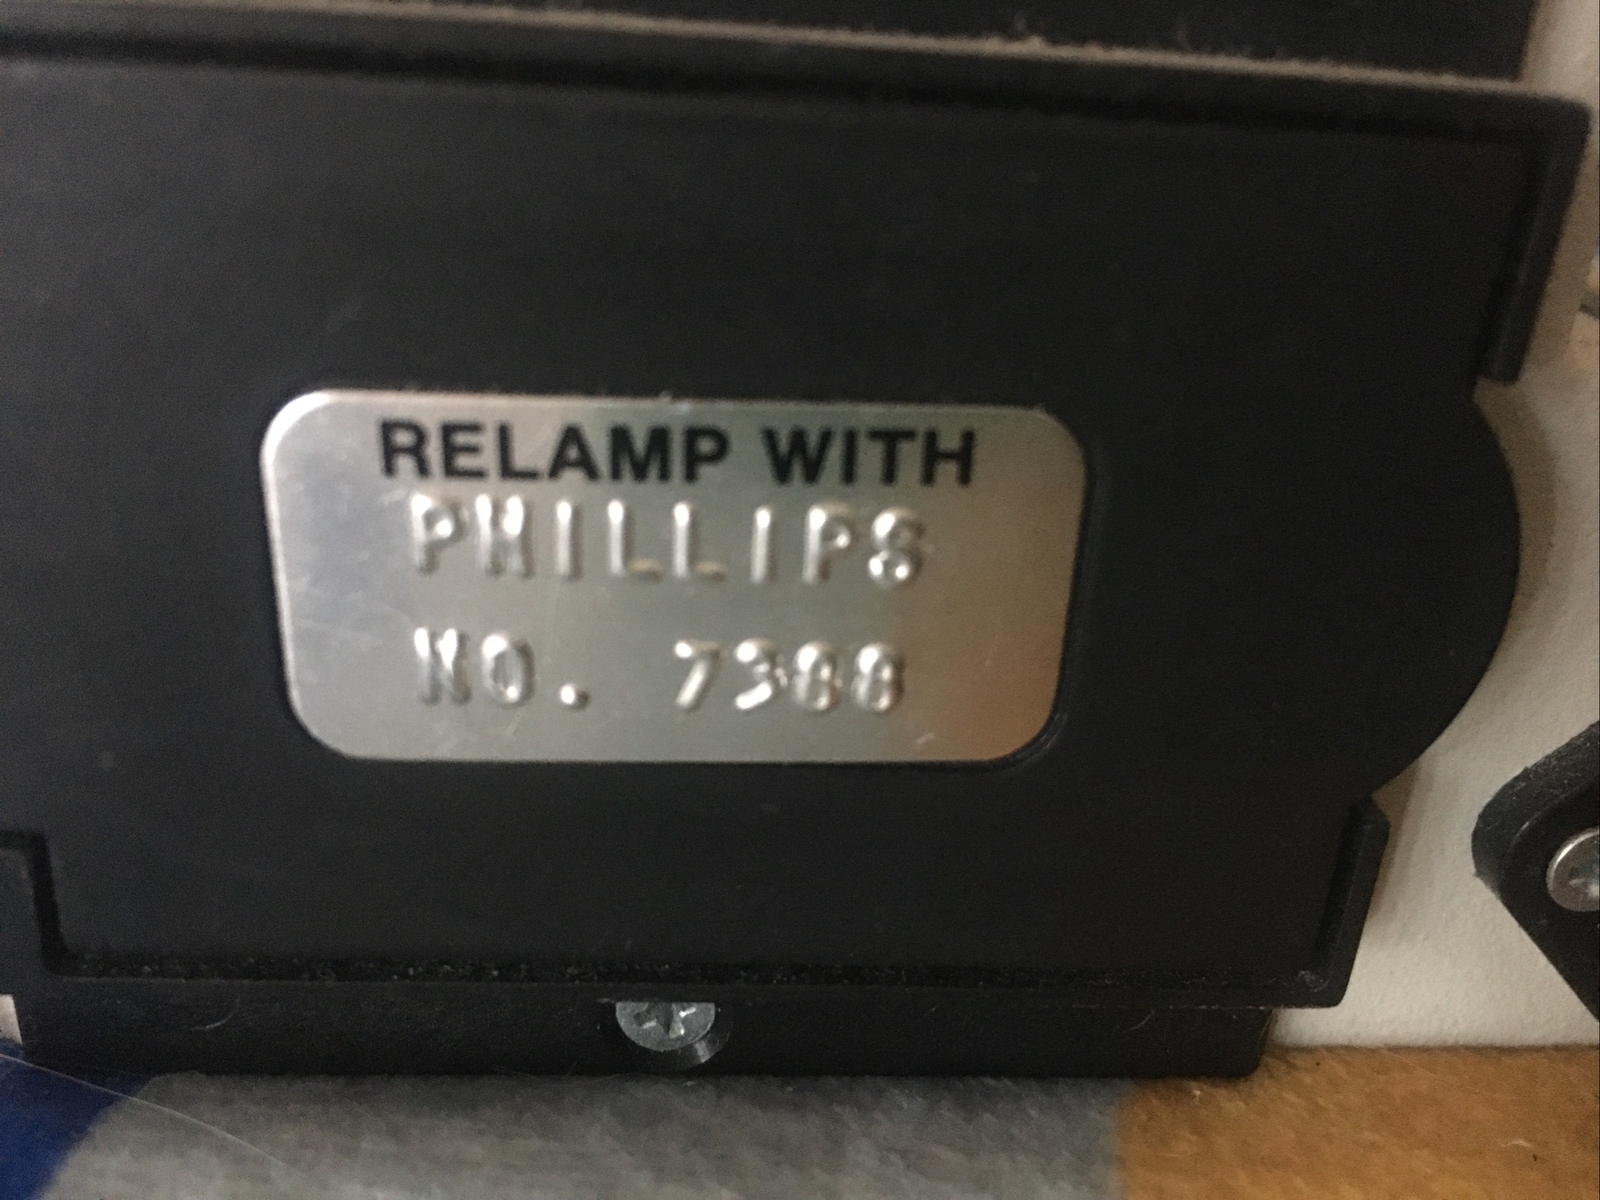 RELAMP WITH
PHILLIPS
NO. 7388